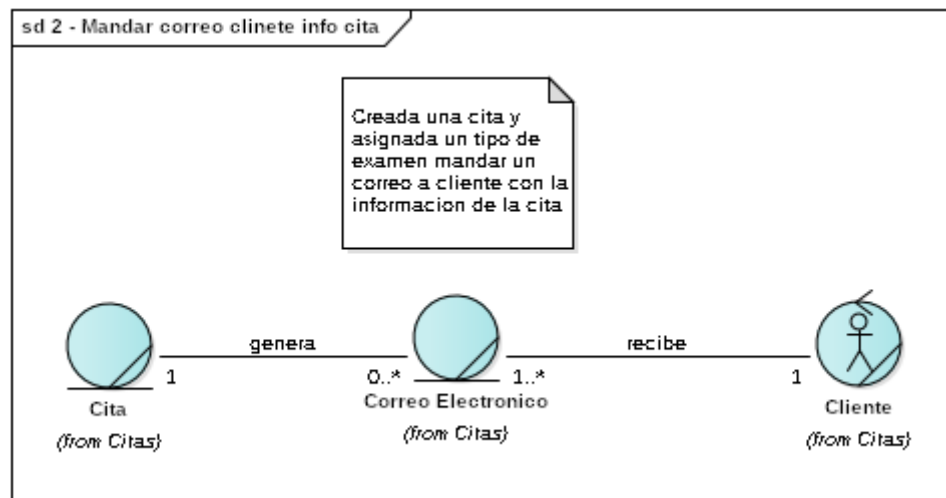 sd 2 - Mandar correo clinete info cita
Creada una cita y
asignada un tipo de
examen mandar un
correo a cliente con la
informacion de la cita
genera
recibe
1
0..*
1..*
1
Cita
Correo Electronico
Cliente
(from Citas)
(from Citas)
(from Citas)